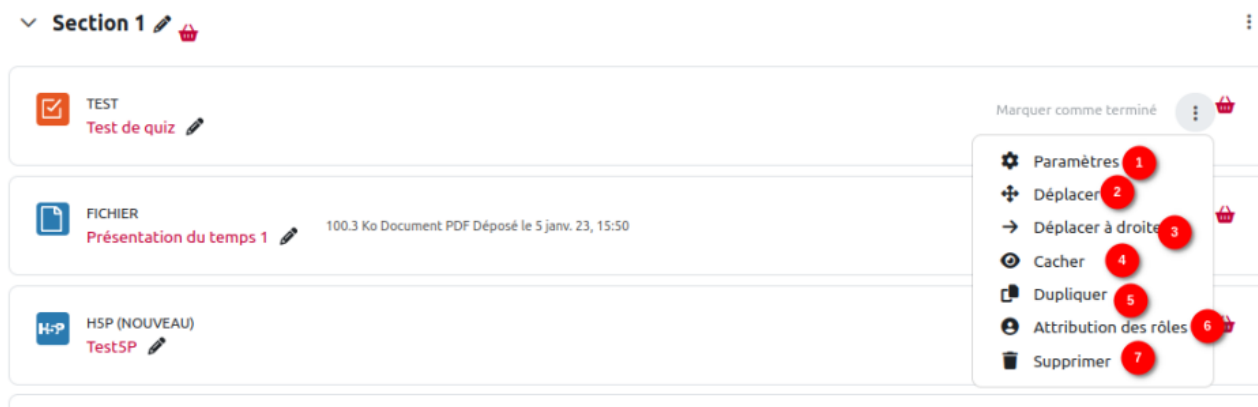 Section 1
TEST
Test de quiz
Marquer comme terminé
Paramètres 1
Déplacer 2
Déplacer à droite 3
Cacher 4
Dupliquer 5
Attribution des rôles 6
Supprimer 7
FICHIER
Présentation du temps 1
100.3 Ko Document PDF Déposé le 5 janv. 23, 15:50
H5P
H5P (NOUVEAU)
Test5P